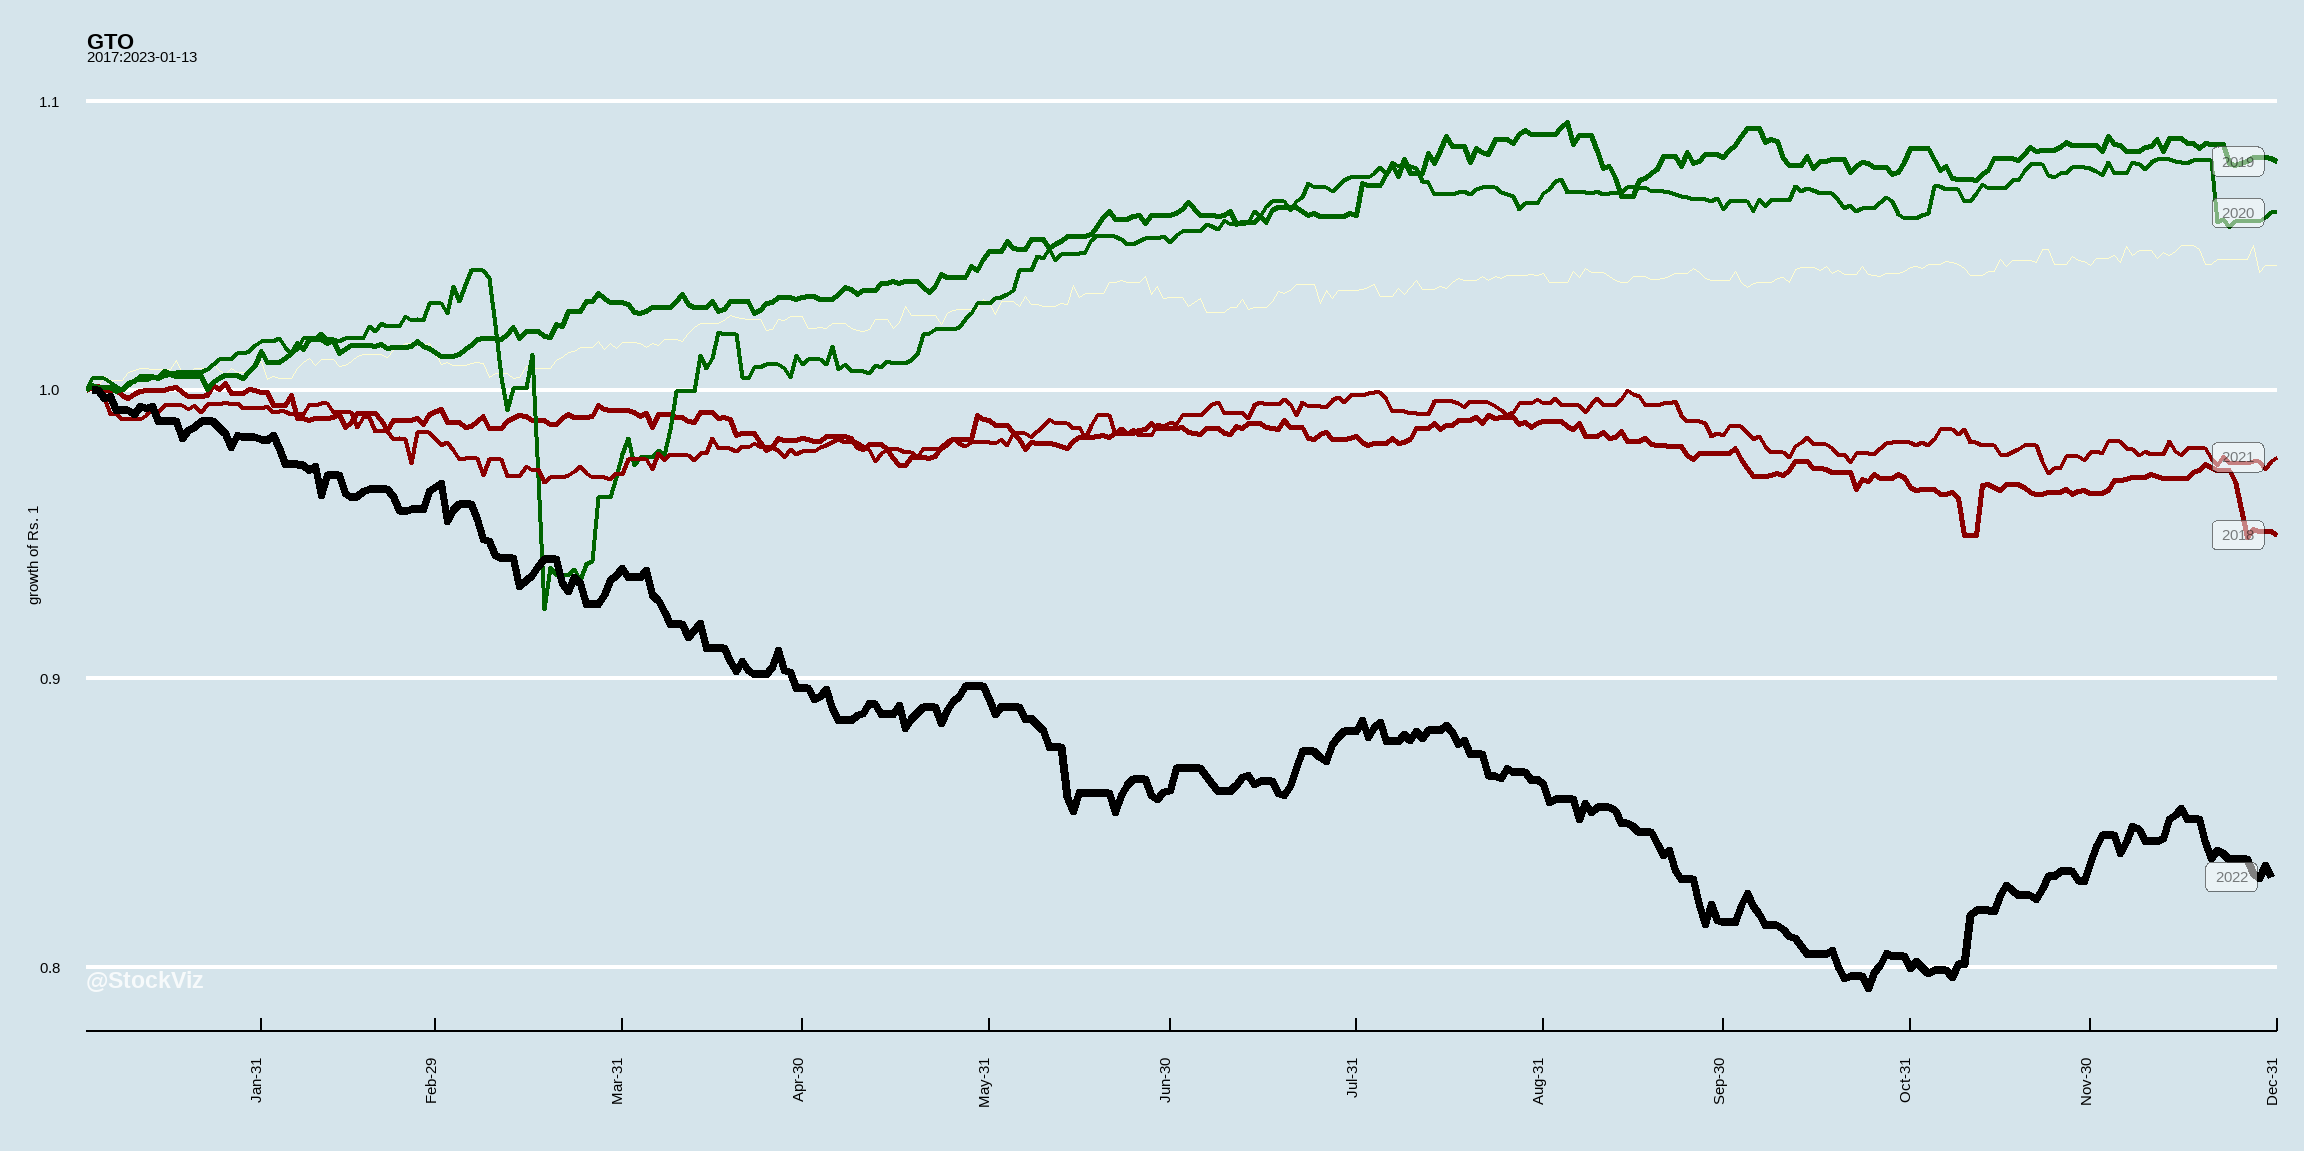 GTO
2017:2023-01-13
1.1
1.0
0.9
0.8
growth of Rs. 1
2019
2020
2021
2018
2022
@StockViz
Jan-31
Feb-29
Mar-31
Apr-30
May-31
Jun-30
Jul-31
Aug-31
Sep-30
Oct-31
Nov-30
Dec-31